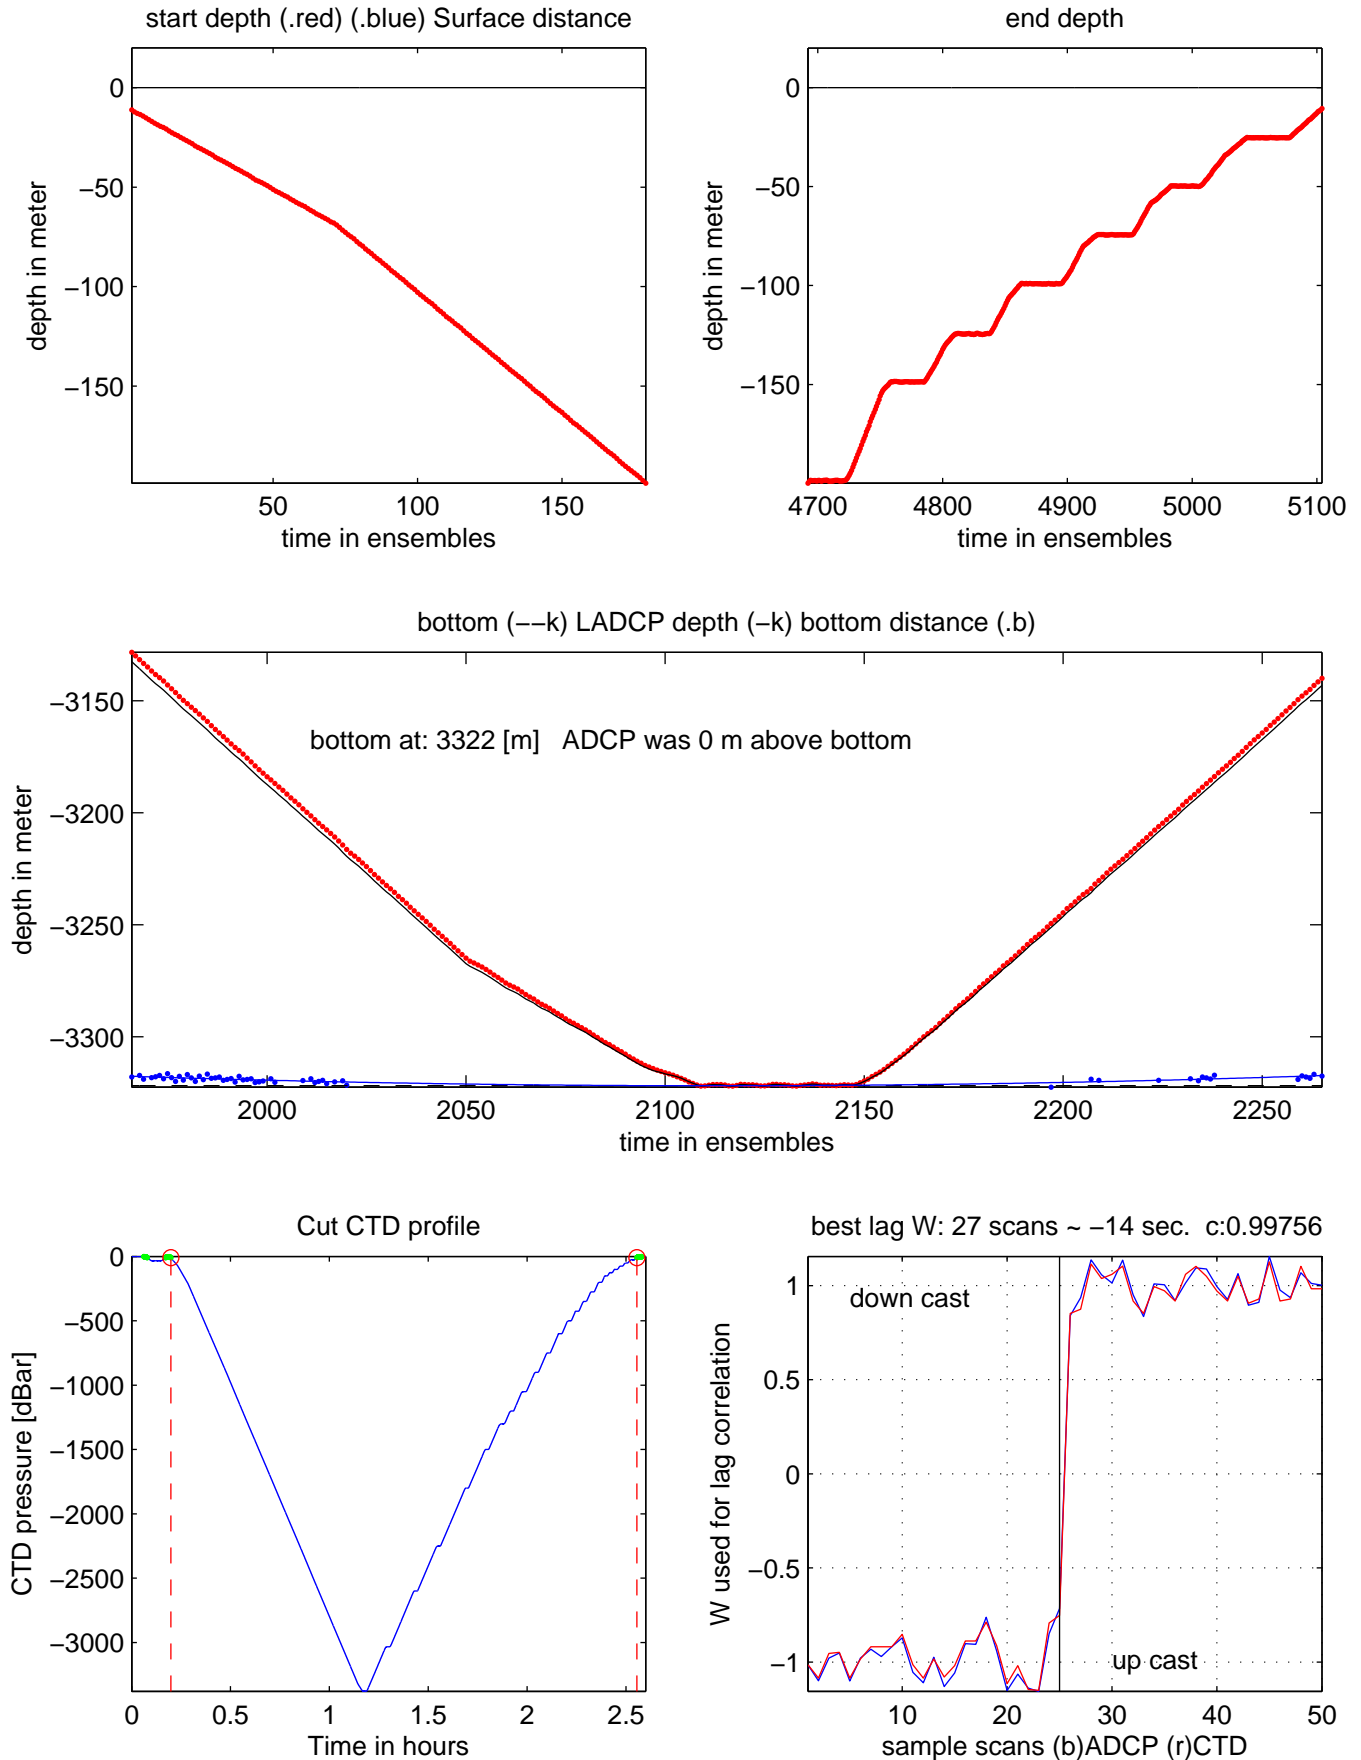 start depth (.red) (.blue) Surface distance
0
−50
−100
−150
depth in meter
50 100 150
time in ensembles
end depth
0
−50
−100
−150
depth in meter
4700 4800 4900 5000 5100
time in ensembles
bottom (−−k) LADCP depth (−k) bottom distance (.b)
bottom at: 3322 [m] ADCP was 0 m above bottom
−3150
−3200
−3250
−3300
depth in meter
2000 2050 2100 2150 2200 2250
time in ensembles
Cut CTD profile
0
−500
−1000
−1500
−2000
−2500
−3000
CTD pressure [dBar]
0 0.5 1 1.5 2 2.5
Time in hours
best lag W: 27 scans ~ −14 sec. c:0.99756
down cast
1
0.5
0
−0.5
−1
W used for lag correlation
up cast
10 20 30 40 50
sample scans (b)ADCP (r)CTD